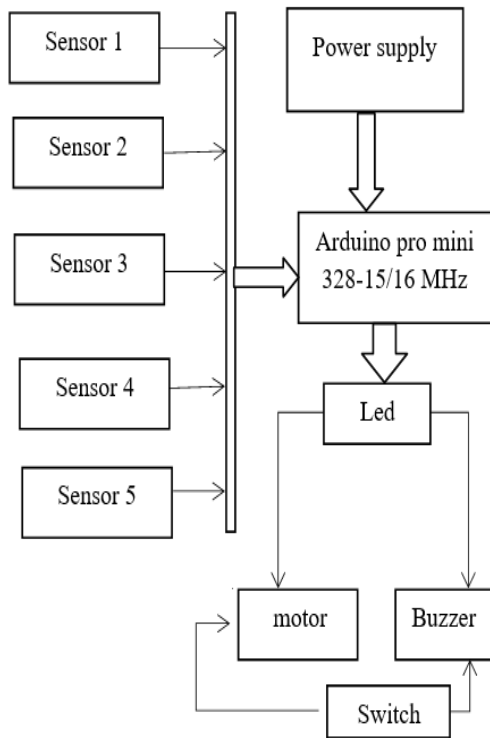 Sensor 1
Sensor 2
Sensor 3
Sensor 4
Sensor 5
Power supply
Arduino pro mini
328-15/16 MHz
Led
motor
Buzzer
Switch